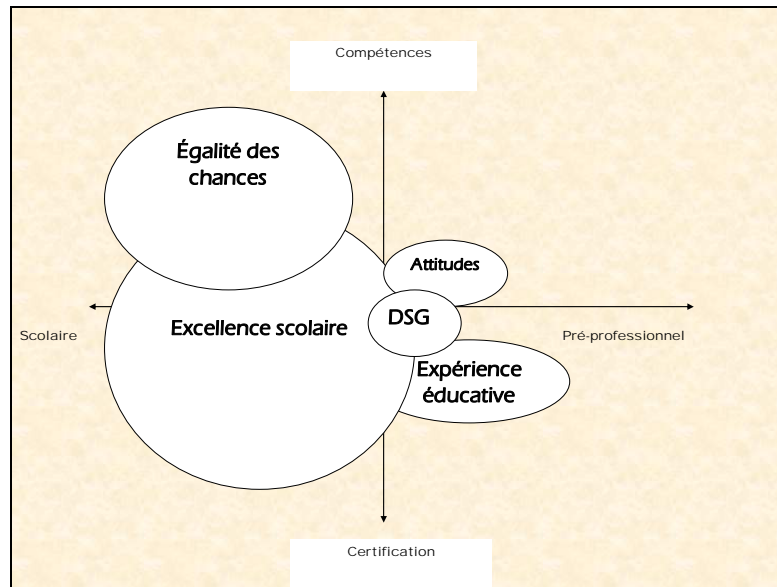 Compétences
Égalité des
chances
Attitudes
DSG
Excellence scolaire
Scolaire
Pré-professionnel
Expérience
éducative
Certification